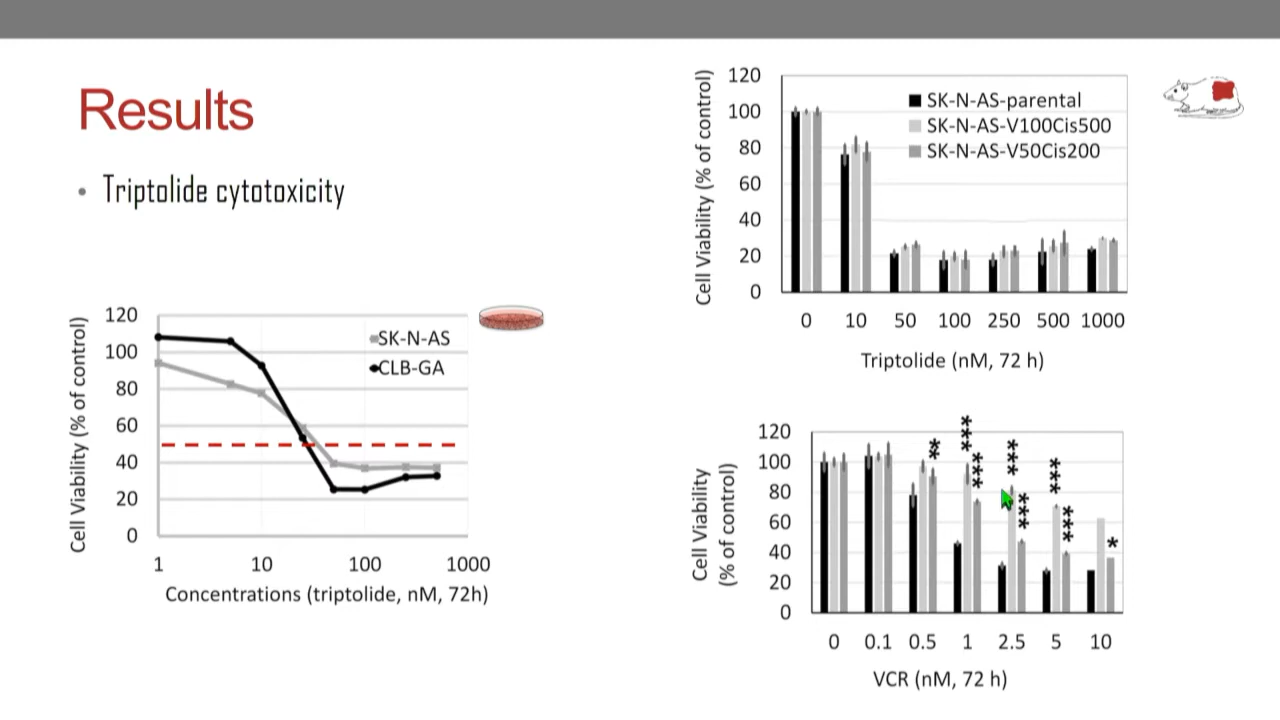 Results
• Triptolide cytotoxicity
Cell Viability (% of control)
120
100
80
60
40
20
0
SK-N-AS
CLB-GA
1 10 100 1000
Concentrations (triptolide, nM, 72h)
Cell Viability (% of control)
120
100
80
60
40
20
0
SK-N-AS-parental
SK-N-AS-V100Cis500
SK-N-AS-V50Cis200
0 10 50 100 250 500 1000
Triptolide (nM, 72 h)
Cell Viability
(% of control)
120
100
80
60
40
20
0
**
***
***
***
***
***
***
*
0 0.1 0.5 1 2.5 5 10
VCR (nM, 72 h)